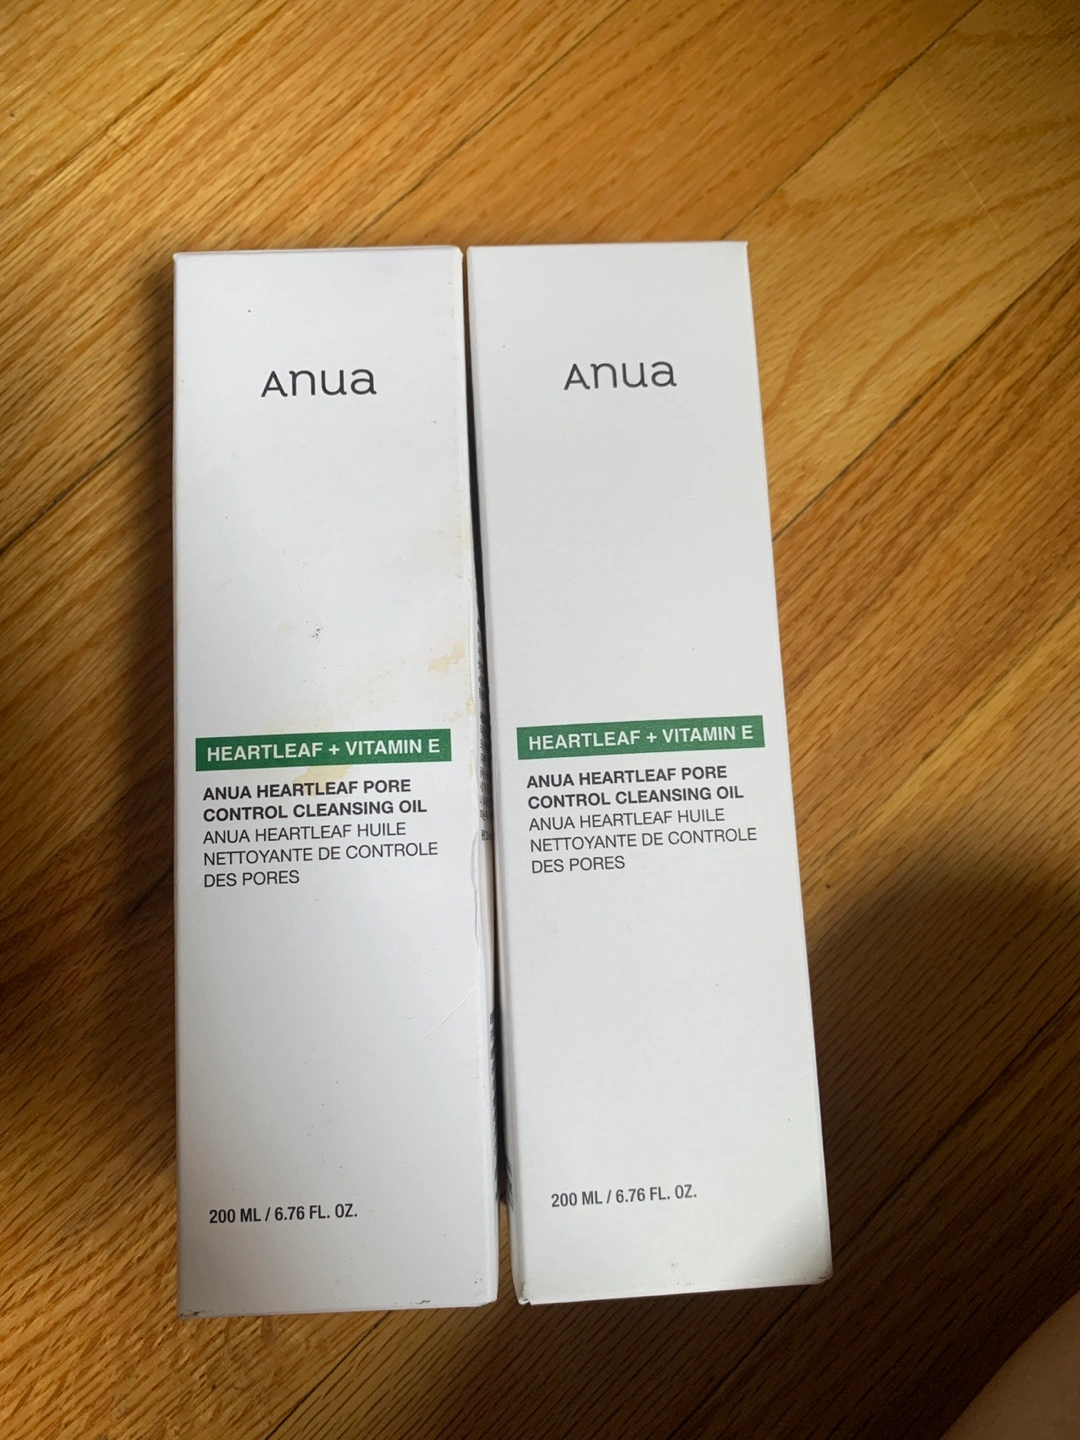 Anua
HEARTLEAF + VITAMIN E
ANUA HEARTLEAF PORE
CONTROL CLEANSING OIL
ANUA HEARTLEAF HUILE
NETTOYANTE DE CONTROLE
DES PORES
200 ML / 6.76 FL. OZ.
Anua
HEARTLEAF + VITAMIN E
ANUA HEARTLEAF PORE
CONTROL CLEANSING OIL
ANUA HEARTLEAF HUILE
NETTOYANTE DE CONTROLE
DES PORES
200 ML / 6.76 FL. OZ.